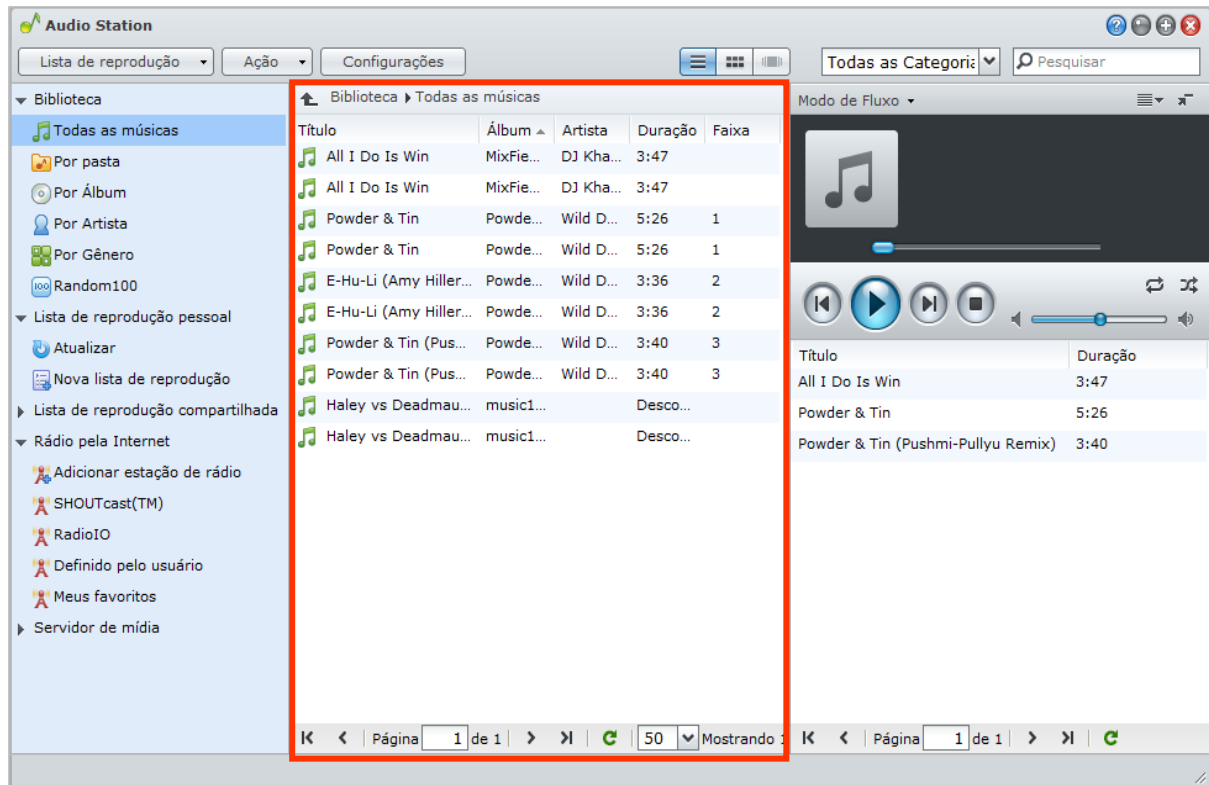 Audio Station
Lista de reprodução Ação Configurações Todas as Categoria Pesquisar
Biblioteca
Todas as músicas
Por pasta
Por Álbum
Por Artista
Por Gênero
100 Random100
Lista de reprodução pessoal
Atualizar
Nova lista de reprodução
Lista de reprodução compartilhada
Rádio pela Internet
Adicionar estação de rádio
SHOUTcast(TM)
RadioIO
Definido pelo usuário
Meus favoritos
Servidor de mídia
Biblioteca Todas as músicas
Título Álbum Artista Duração Faixa
All I Do Is Win MixFie... DJ Kha... 3:47
All I Do Is Win MixFie... DJ Kha... 3:47
Powder & Tin Powde... Wild D... 5:26 1
Powder & Tin Powde... Wild D... 5:26 1
E-Hu-Li (Amy Hiller... Powde... Wild D... 3:36 2
E-Hu-Li (Amy Hiller... Powde... Wild D... 3:36 2
Powder & Tin (Pus... Powde... Wild D... 3:40 3
Powder & Tin (Pus... Powde... Wild D... 3:40 3
Haley vs Deadmau... music1... Desco...
Haley vs Deadmau... music1... Desco...
Página 1 de 1 50 Mostrando
Modo de Fluxo
Título Duração
All I Do Is Win 3:47
Powder & Tin 5:26
Powder & Tin (Pushmi-Pullyu Remix) 3:40
Página 1 de 1